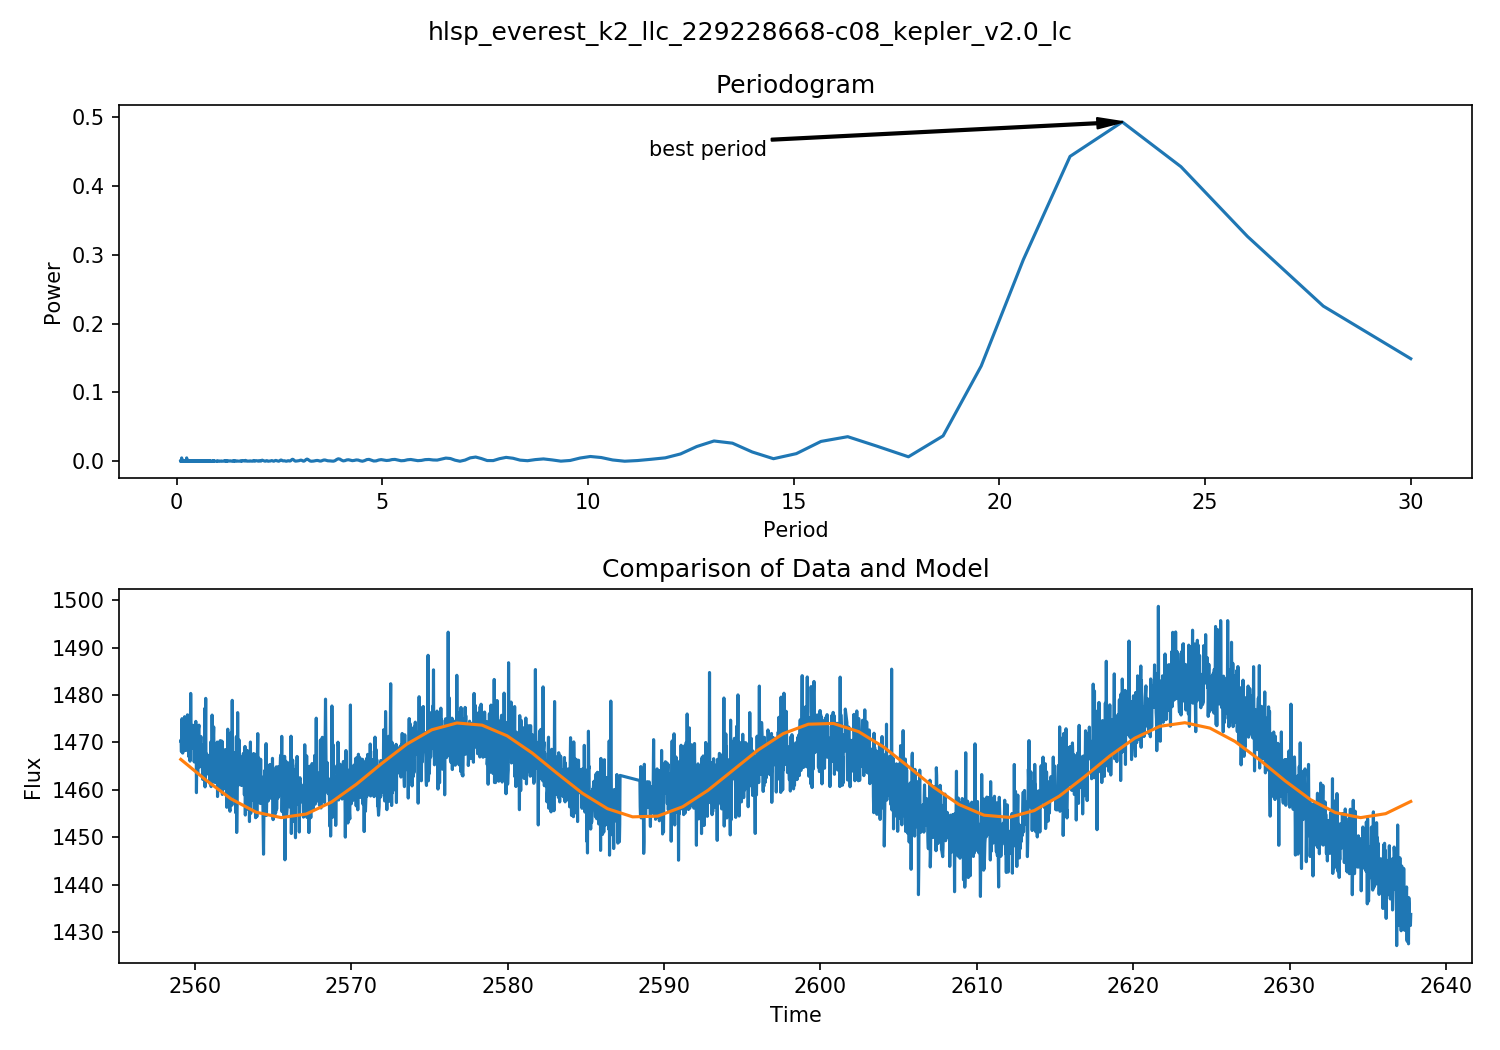 hlsp_everest_k2_llc_229228668-c08_kepler_v2.0_lc
Periodogram
0.5
0.4
0.3
0.2
0.1
0.0
Power
best period
0 5 10 15 20 25 30
Period
Comparison of Data and Model
1500
1490
1480
1470
1460
1450
1440
1430
Flux
2560 2570 2580 2590 2600 2610 2620 2630 2640
Time